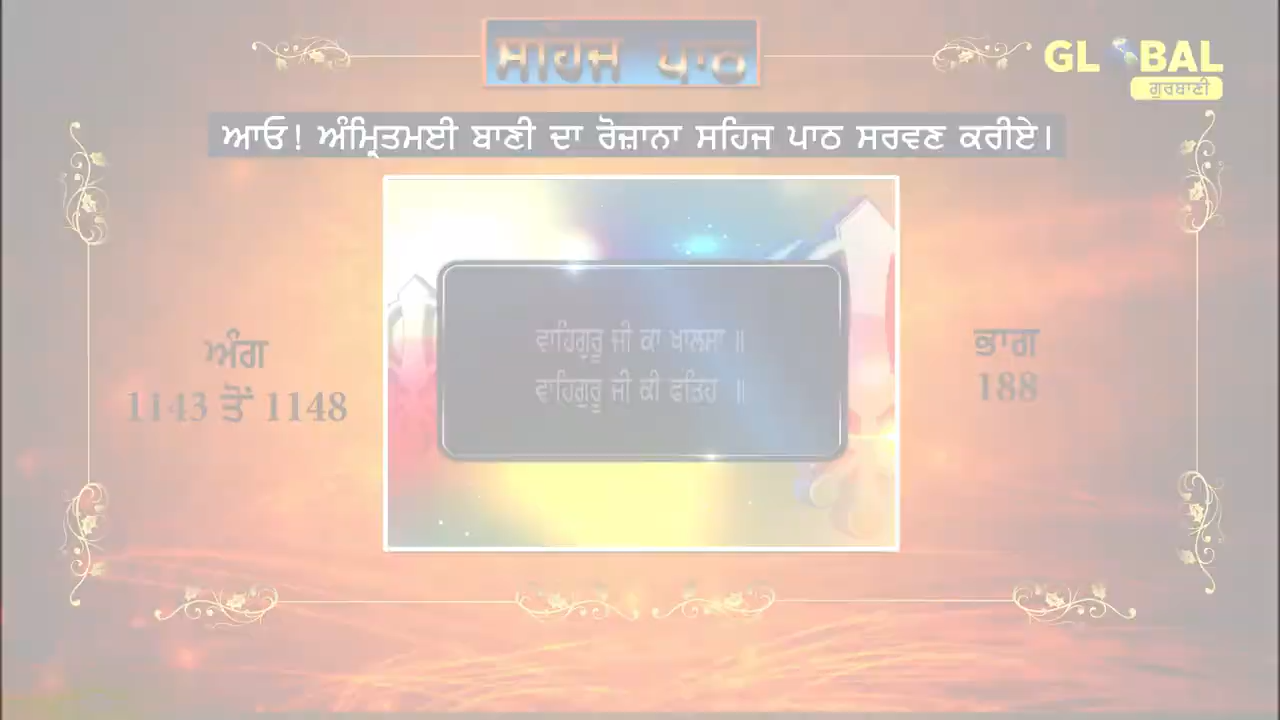 ਸਹਿਜ ਪਾਠ
GLOBAL
ਗੁਰਬਾਣੀ
ਆਓ! ਅੰਮ੍ਰਿਤਮਈ ਬਾਣੀ ਦਾ ਰੋਜ਼ਾਨਾ ਸਹਿਜ ਪਾਠ ਸਰਵਣ ਕਰੀਏ।
ਅੰਗ
1143 ਤੋਂ 1148
ਵਾਹਿਗੁਰੂ ਜੀ ਕਾ ਖਾਲਸਾ ॥
ਵਾਹਿਗੁਰੂ ਜੀ ਕੀ ਫਤਿਹ ॥
ਭਾਗ
188